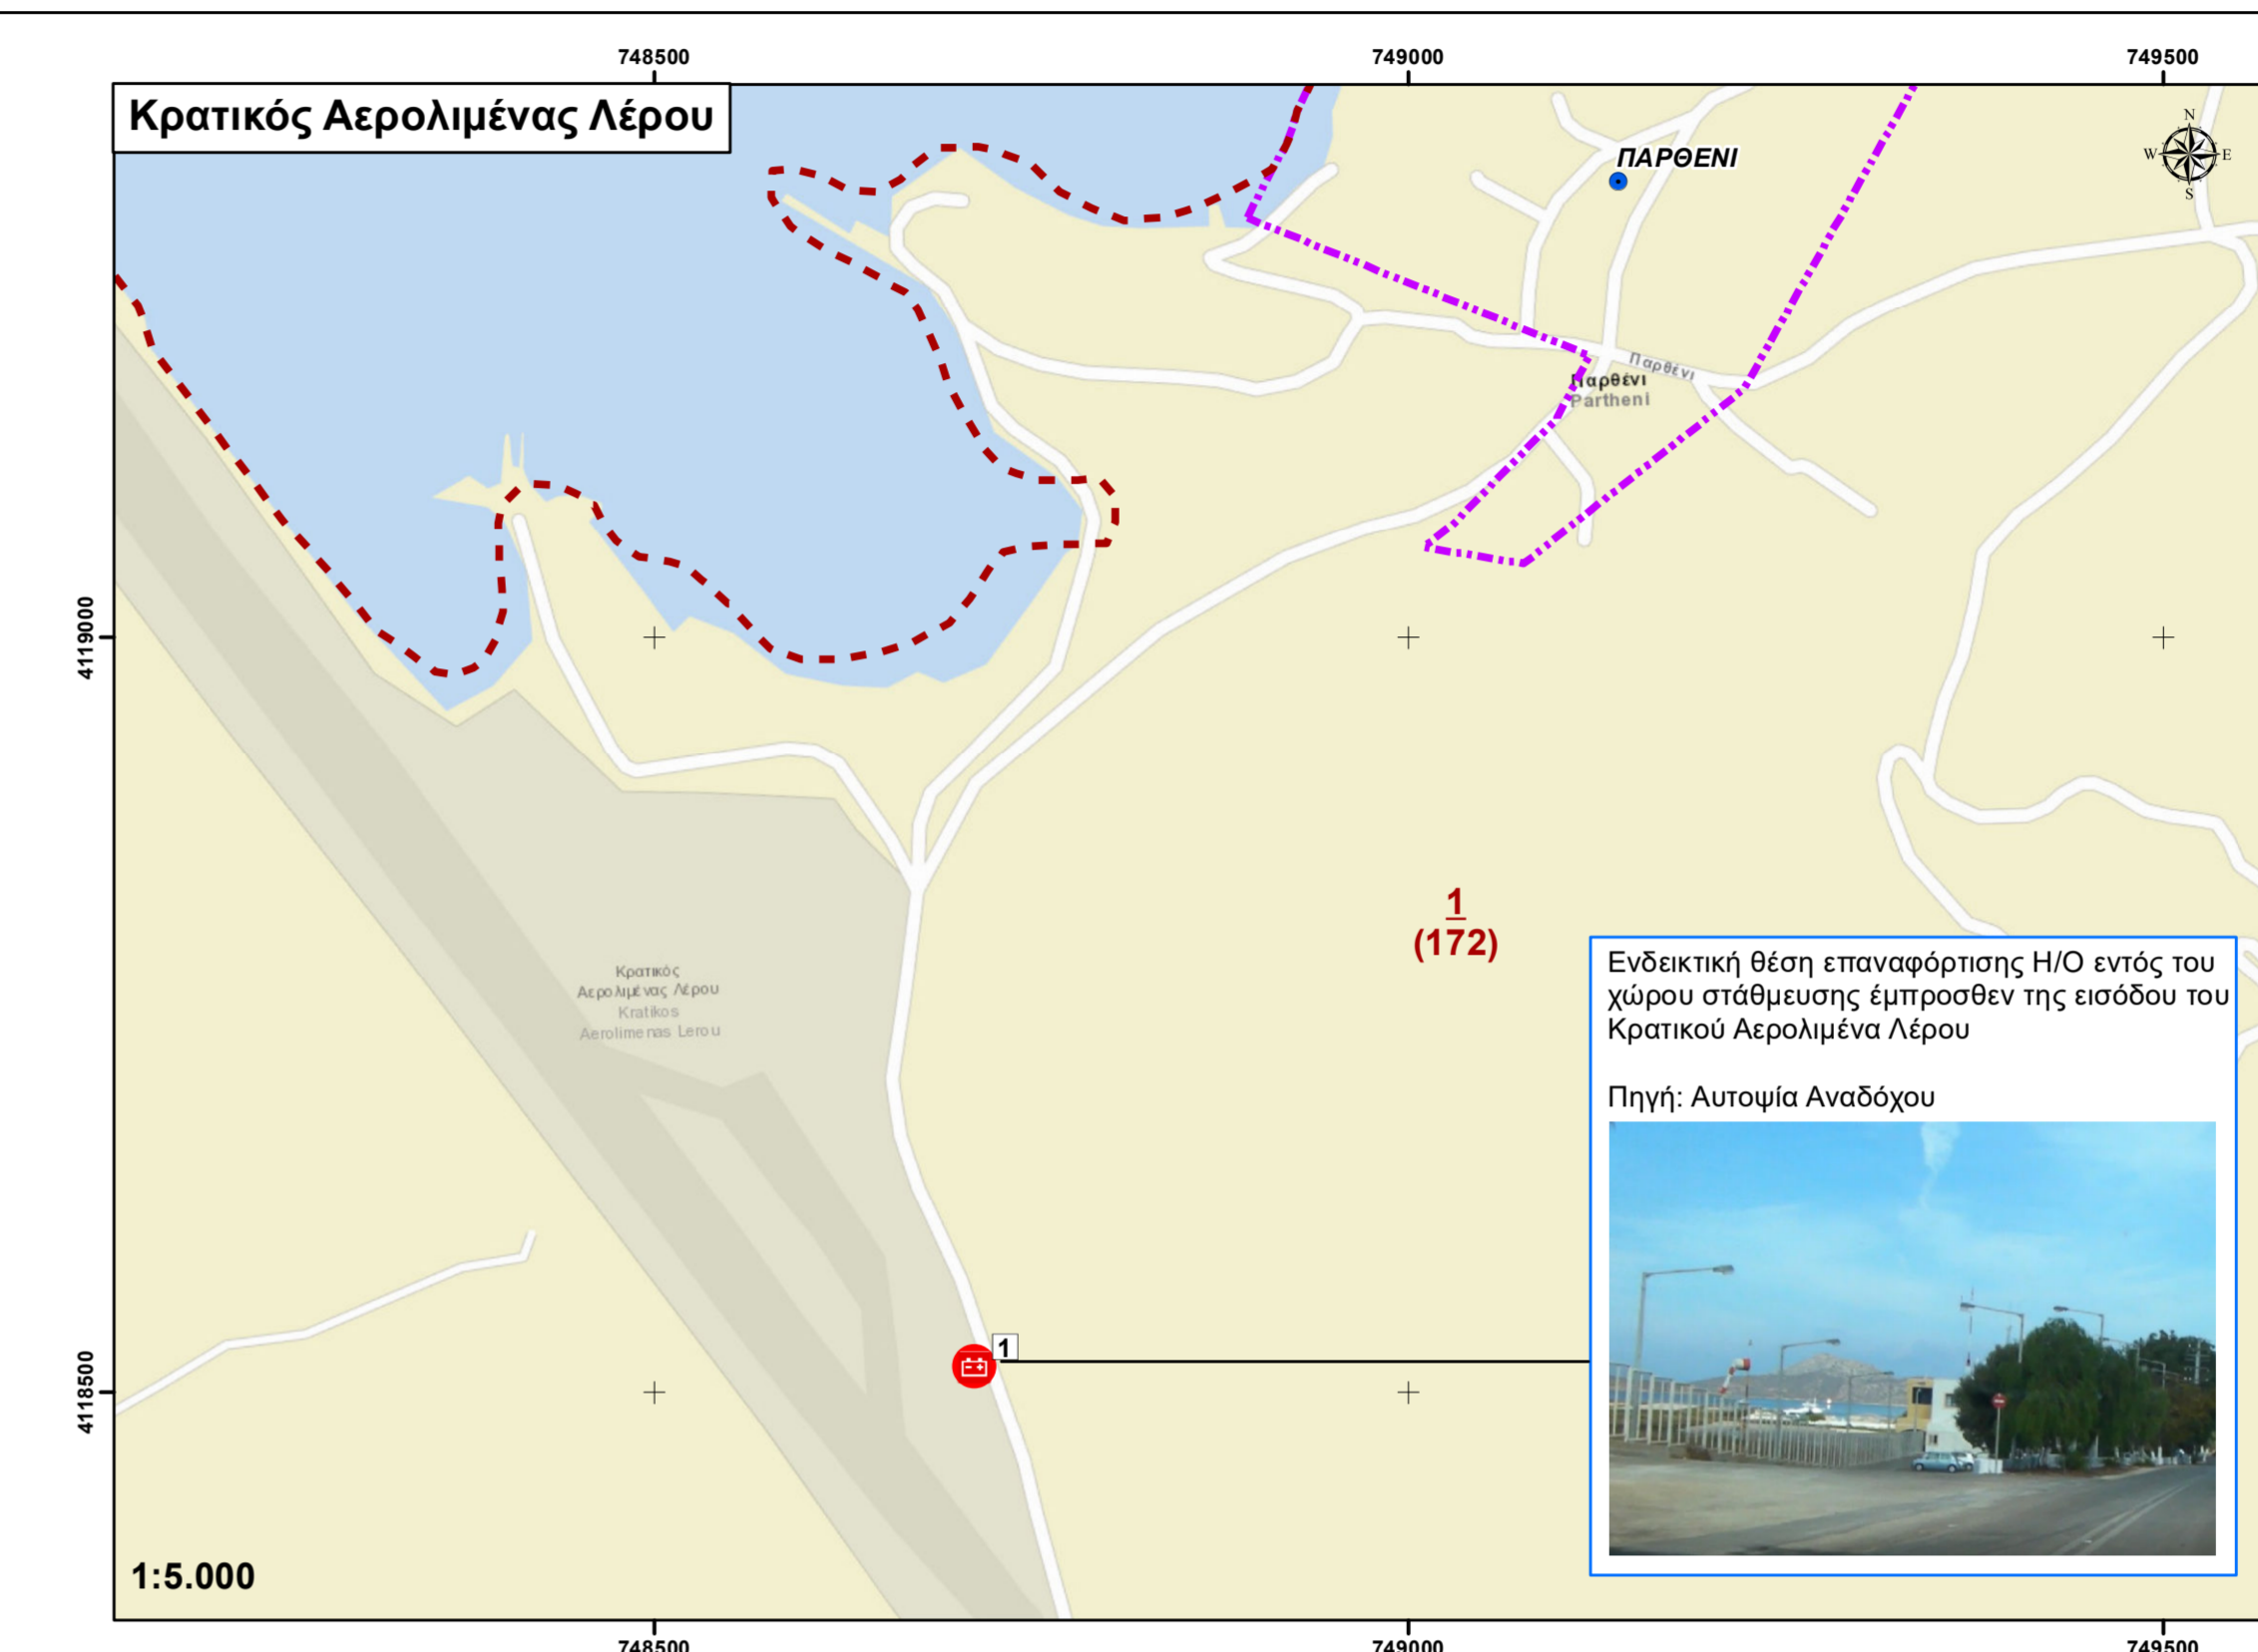 748500
749000
749500
Κρατικός Αερολιμένας Λέρου
N
W
E
S
ΠΑΡΘΕΝΙ
Παρθένι
Παρθένι
Partheni
4119000
1
(172)
Κρατικός
Αερολιμένας Λέρου
Kratikos
Aerolimenas Lerou
Ενδεικτική θέση επαναφόρτισης Η/Ο εντός του
χώρου στάθμευσης έμπροσθεν της εισόδου του
Κρατικού Αερολιμένα Λέρου
Πηγή: Αυτοψία Αναδόχου
1
4118500
1:5.000
748500
749000
749500